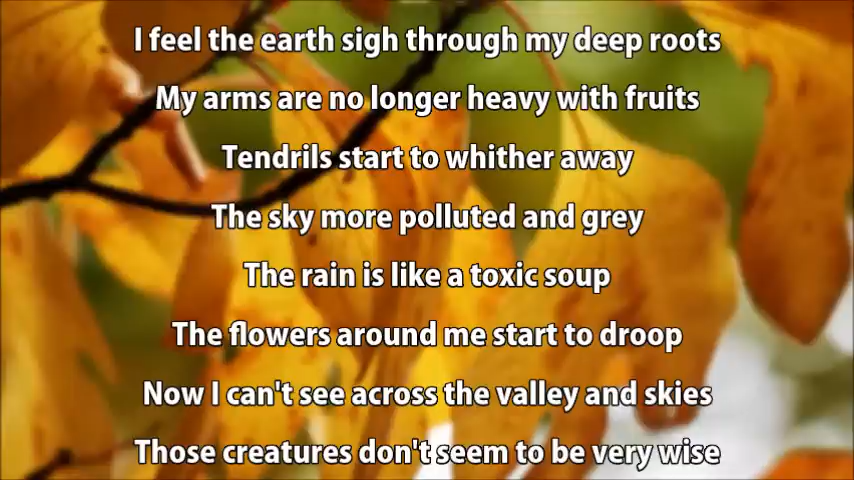 I feel the earth sigh through my deep roots
My arms are no longer heavy with fruits
Tendrils start to whither away
The sky more polluted and grey
The rain is like a toxic soup
The flowers around me start to droop
Now I can't see across the valley and skies
Those creatures don't seem to be very wise